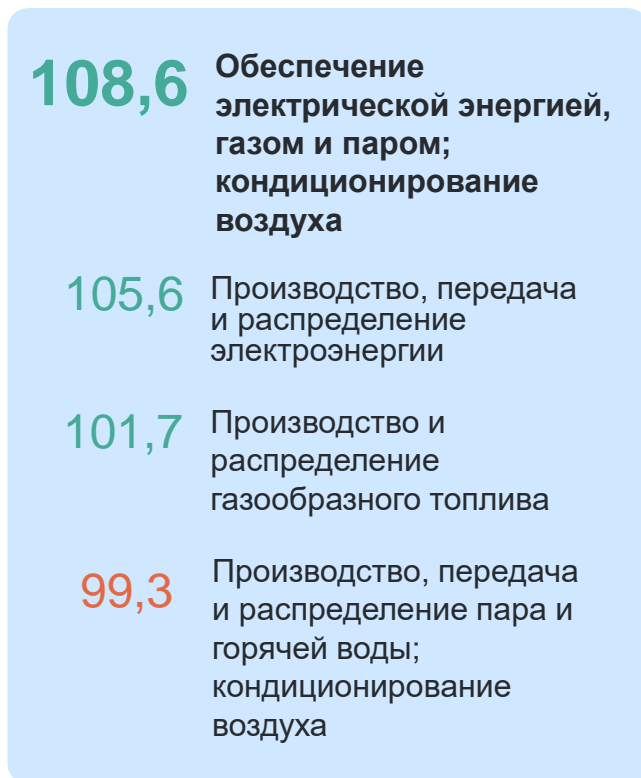 108,6
Обеспечение
электрической энергией,
газом и паром;
кондиционирование
воздуха
105,6
Производство, передача
и распределение
электроэнергии
101,7
Производство и
распределение
газообразного топлива
99,3
Производство, передача
и распределение пара и
горячей воды;
кондиционирование
воздуха